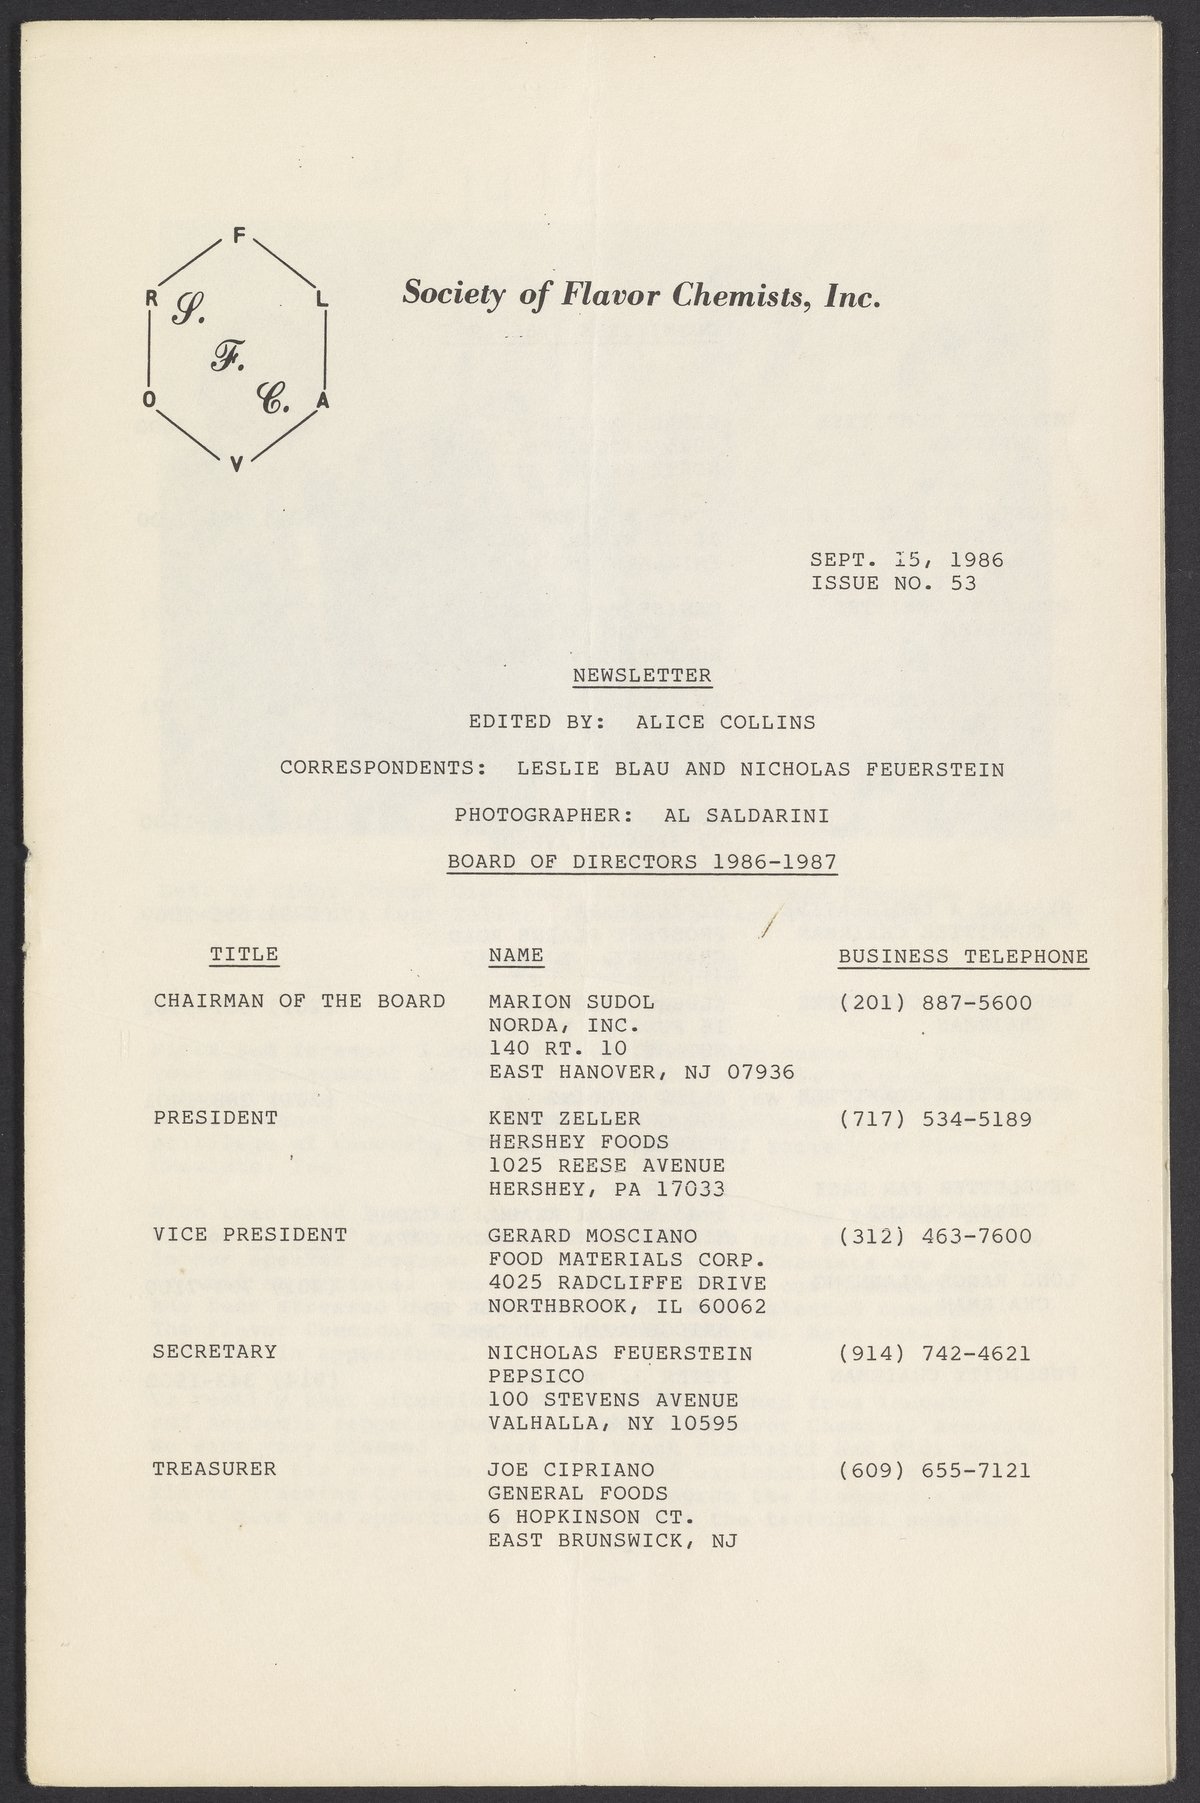 F
R L
S.
F.
C.
O A
V
Society of Flavor Chemists, Inc.
SEPT. 15, 1986
ISSUE NO. 53
NEWSLETTER
EDITED BY: ALICE COLLINS
CORRESPONDENTS: LESLIE BLAU AND NICHOLAS FEUERSTEIN
PHOTOGRAPHER: AL SALDARINI
BOARD OF DIRECTORS 1986-1987
TITLE NAME BUSINESS TELEPHONE
CHAIRMAN OF THE BOARD MARION SUDOL (201) 887-5600
NORDA, INC.
140 RT. 10
EAST HANOVER, NJ 07936
PRESIDENT KENT ZELLER (717) 534-5189
HERSHEY FOODS
1025 REESE AVENUE
HERSHEY, PA 17033
VICE PRESIDENT GERARD MOSCIANO (312) 463-7600
FOOD MATERIALS CORP.
4025 RADCLIFFE DRIVE
NORTHBROOK, IL 60062
SECRETARY NICHOLAS FEUERSTEIN (914) 742-4621
PEPSICO
100 STEVENS AVENUE
VALHALLA, NY 10595
TREASURER JOE CIPRIANO (609) 655-7121
GENERAL FOODS
6 HOPKINSON CT.
EAST BRUNSWICK, NJ